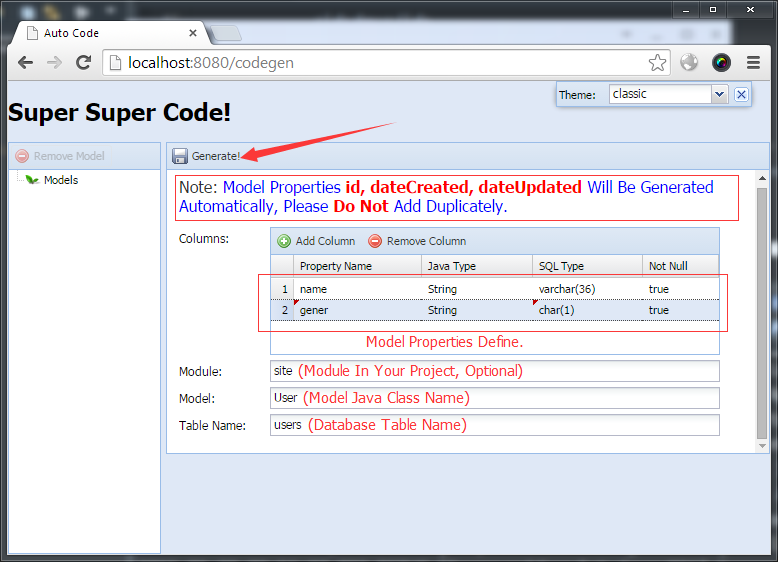 Auto Code
localhost:8080/codegen
Theme: classic
Super Super Code!
Remove Model
Generate!
Models
Note: Model Properties id, dateCreated, dateUpdated Will Be Generated
Automatically, Please Do Not Add Duplicately.
Columns:
Add Column Remove Column
Property Name Java Type SQL Type Not Null
1 name String varchar(36) true
2 gener String char(1) true
Model Properties Define.
Module: site (Module In Your Project, Optional)
Model: User (Model Java Class Name)
Table Name: users (Database Table Name)